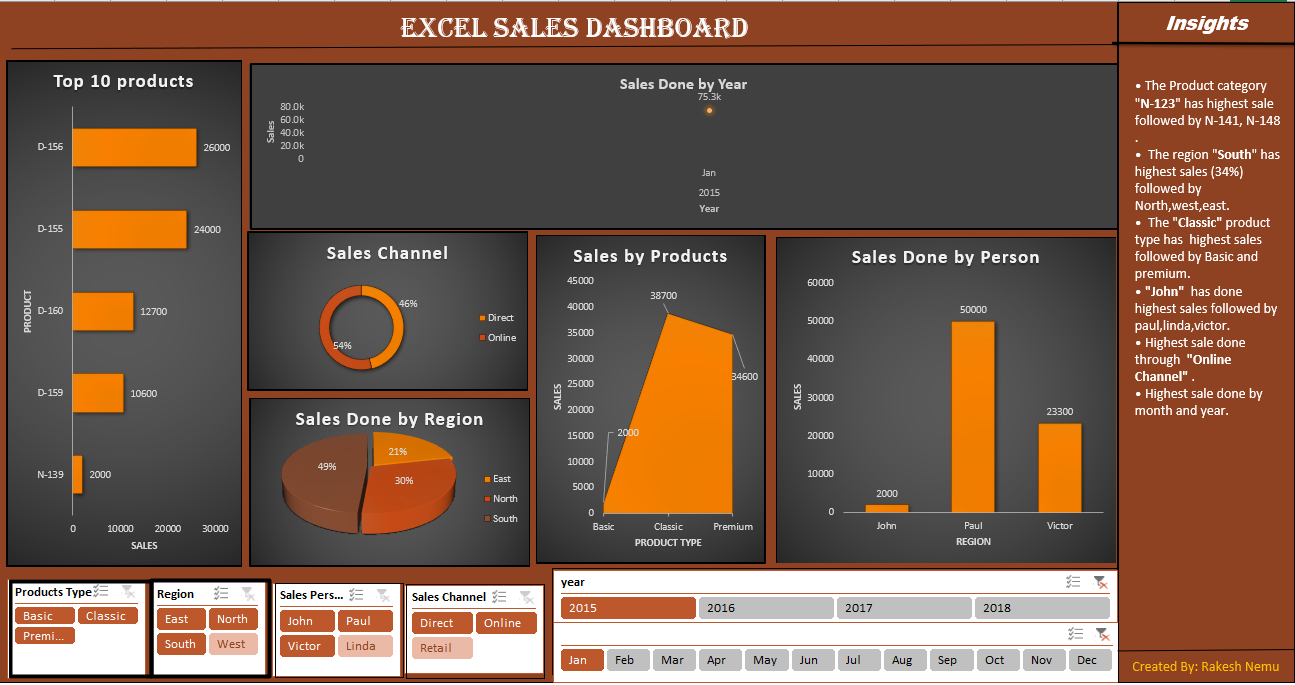 EXCEL SALES DASHBOARD
Insights
Top 10 products
D-156
26000
D-155
24000
D-160
12700
D-159
10600
N-139
2000
PRODUCT
0 10000 20000 30000
SALES
Sales Done by Year
75.3k
80.0k
60.0k
40.0k
20.0k
0
Sales
Jan
2015
Year
Sales Channel
46%
54%
Direct
Online
Sales Done by Region
21%
49%
30%
East
North
South
Sales by Products
45000
40000
35000
30000
25000
20000
15000
10000
5000
0
SALES
38700
34600
2000
Basic Classic Premium
PRODUCT TYPE
Sales Done by Person
60000
50000
40000
30000
20000
10000
0
SALES
2000
50000
23300
John Paul Victor
REGION
• The Product category
"N-123" has highest sale
followed by N-141, N-148
.
• The region "South" has
highest sales (34%)
followed by
North,west,east.
• The "Classic" product
type has highest sales
followed by Basic and
premium.
• "John" has done
highest sales followed by
paul,linda,victor.
• Highest sale done
through "Online
Channel" .
• Highest sale done by
month and year.
Products Type
Basic Classic
Premi...
Region
East North
South West
Sales Pers...
John Paul
Victor Linda
Sales Channel
Direct Online
Retail
year
2015 2016 2017 2018
Jan Feb Mar Apr May Jun Jul Aug Sep Oct Nov Dec
Created By: Rakesh Nemu